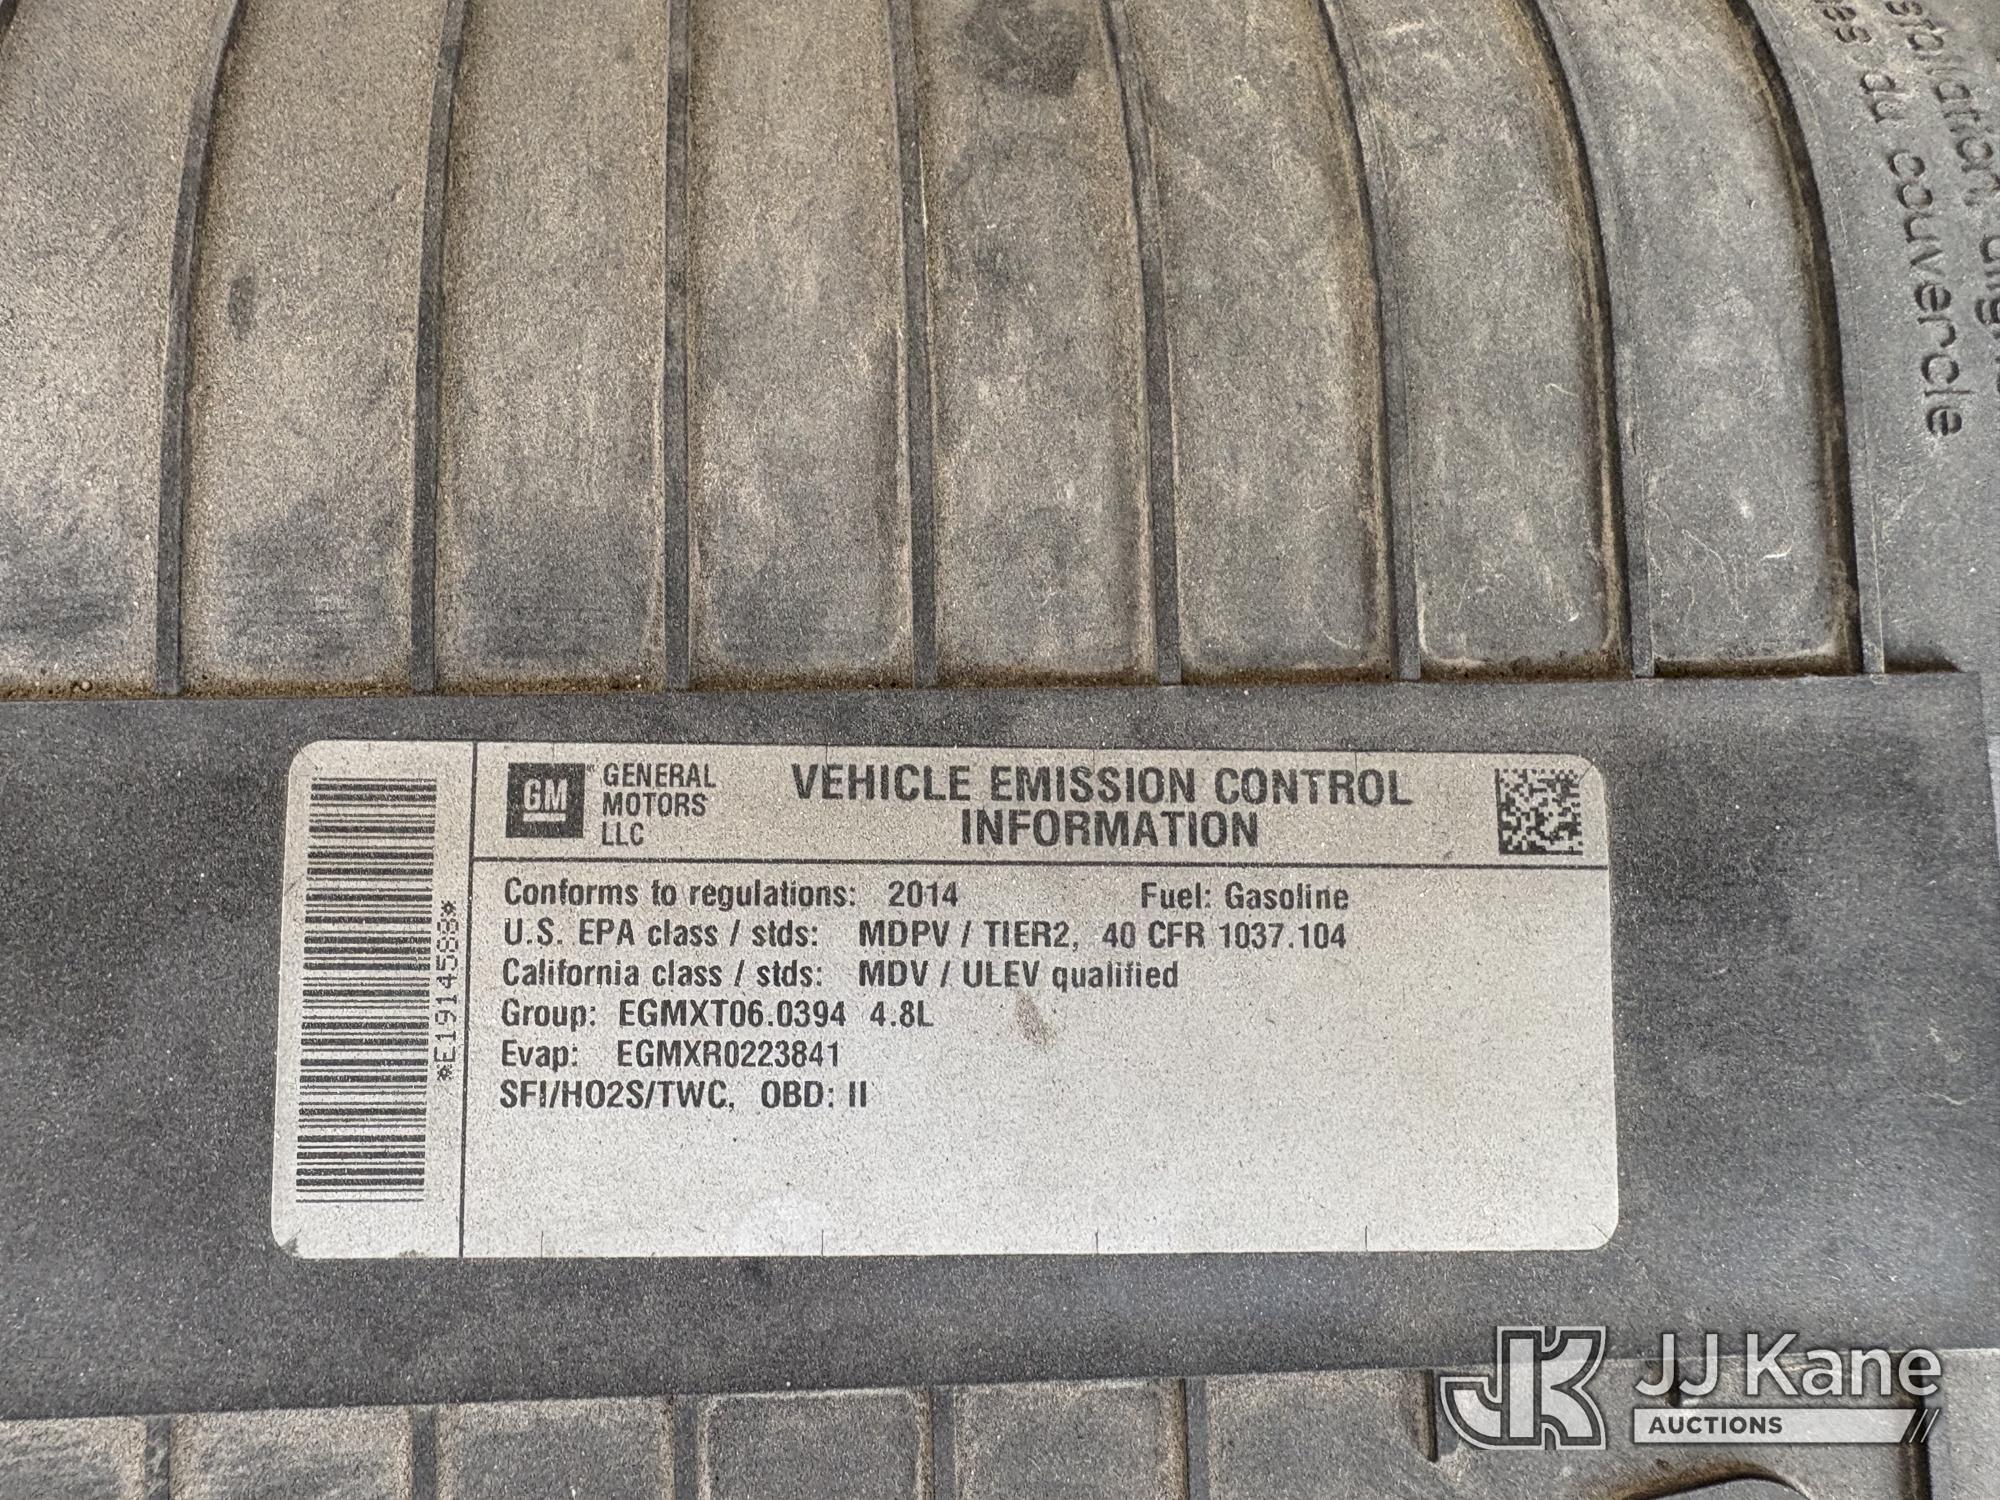 GM GENERAL MOTORS LLC
VEHICLE EMISSION CONTROL
INFORMATION
Conforms to regulations: 2014 Fuel: Gasoline
U.S. EPA class / stds: MDPV / TIER2, 40 CFR 1037.104
California class / stds: MDV / ULEV qualified
Group: EGMXT06.0394 4.8L
Evap: EGMXR0223841
SFI/HO2S/TWC, OBD: II
*E1914588*
du couvercle
JK JJ Kane
AUCTIONS